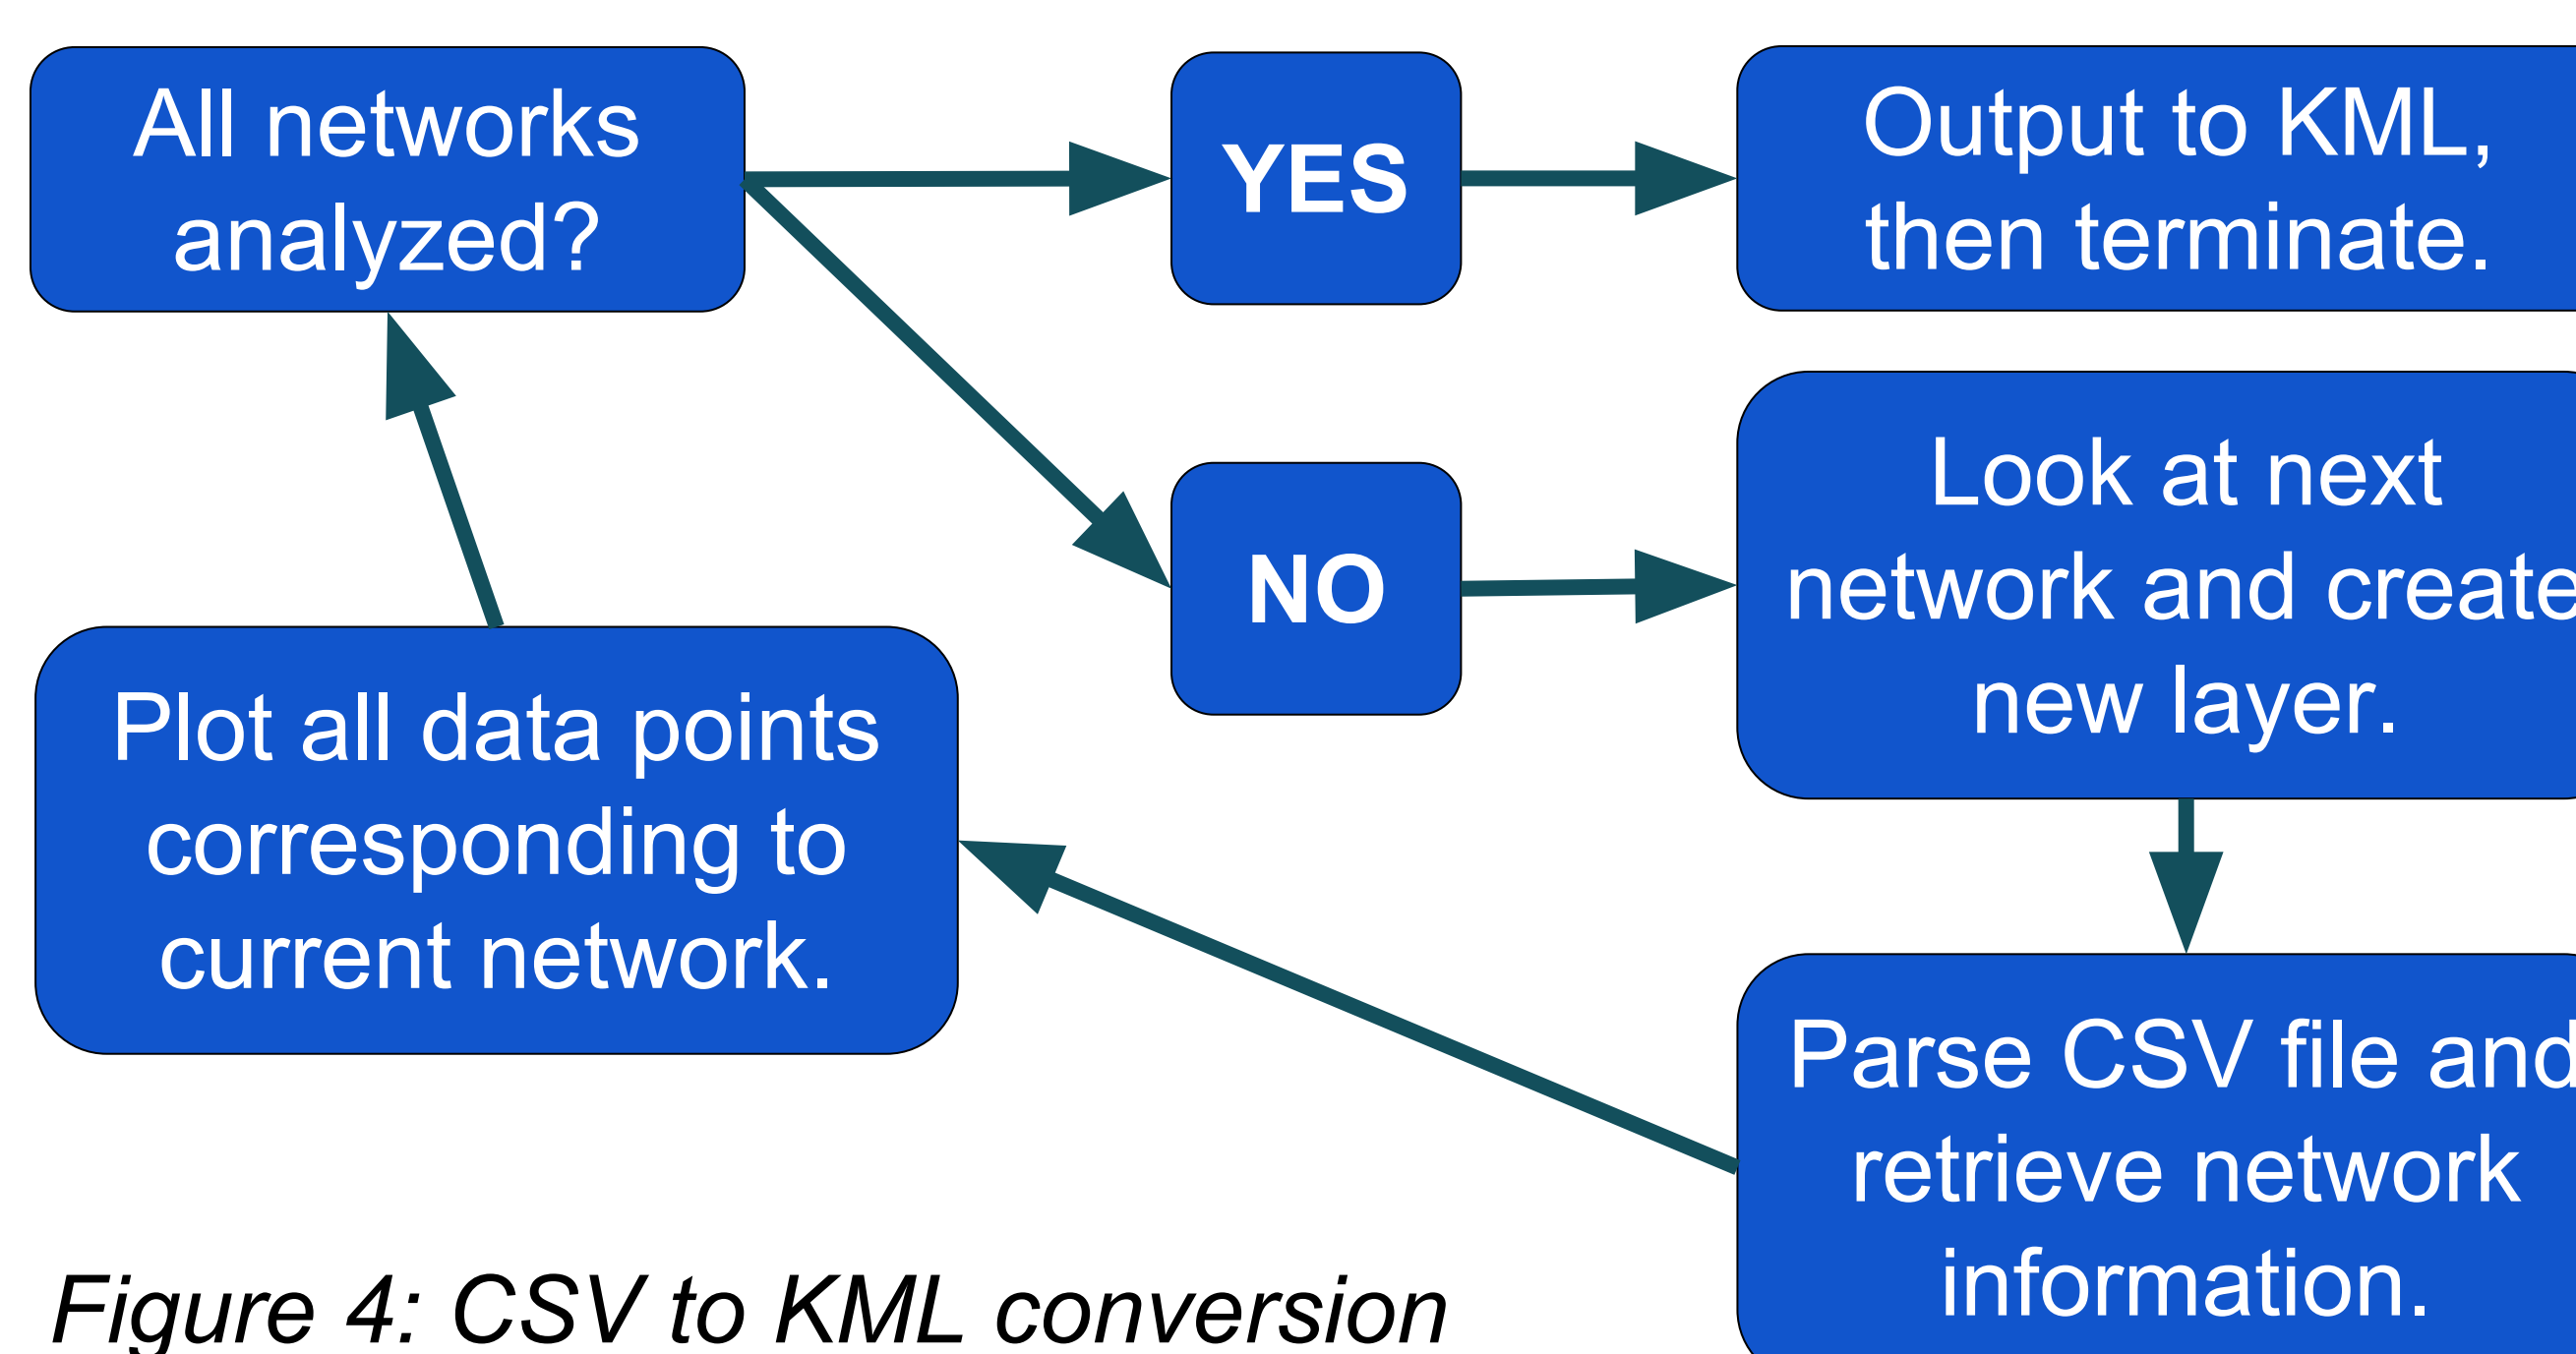 All networks
analyzed?
YES
Output to KML,
then terminate.
NO
Look at next
network and create
new layer.
Plot all data points
corresponding to
current network.
Parse CSV file and
retrieve network
information.
Figure 4: CSV to KML conversion